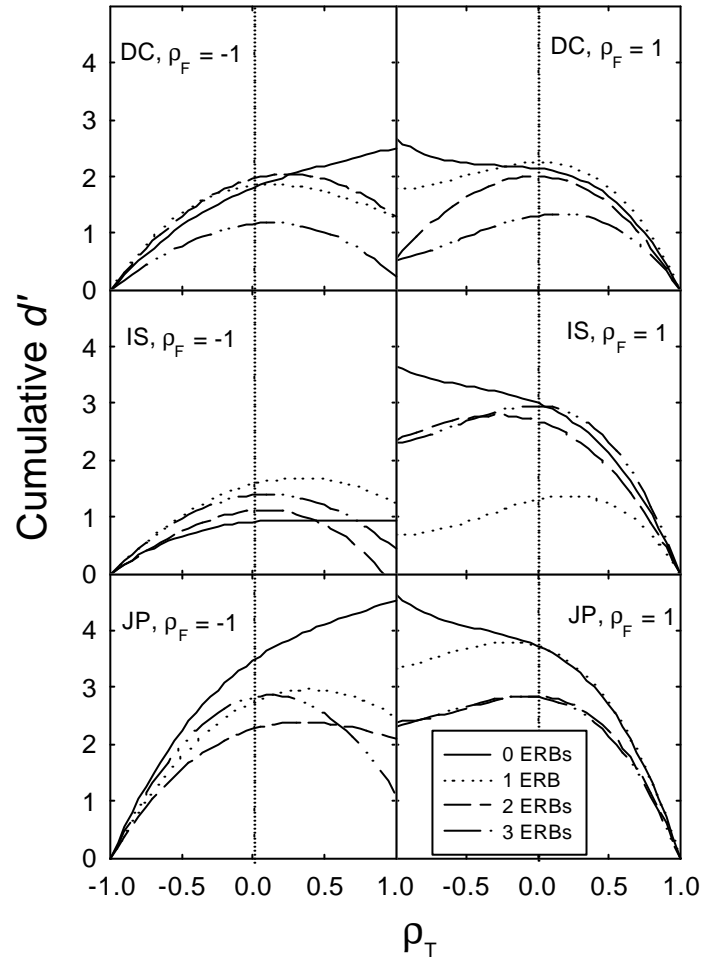 DC, ρF = -1
DC, ρF = 1
4
3
2
1
0
IS, ρF = -1
IS, ρF = 1
4
3
2
1
0
JP, ρF = -1
JP, ρF = 1
4
3
2
1
0
0 ERBs
1 ERB
2 ERBs
3 ERBs
-1.0 -0.5 0.0 0.5 1.0 -0.5 0.0 0.5 1.0
Cumulative d'
ρT